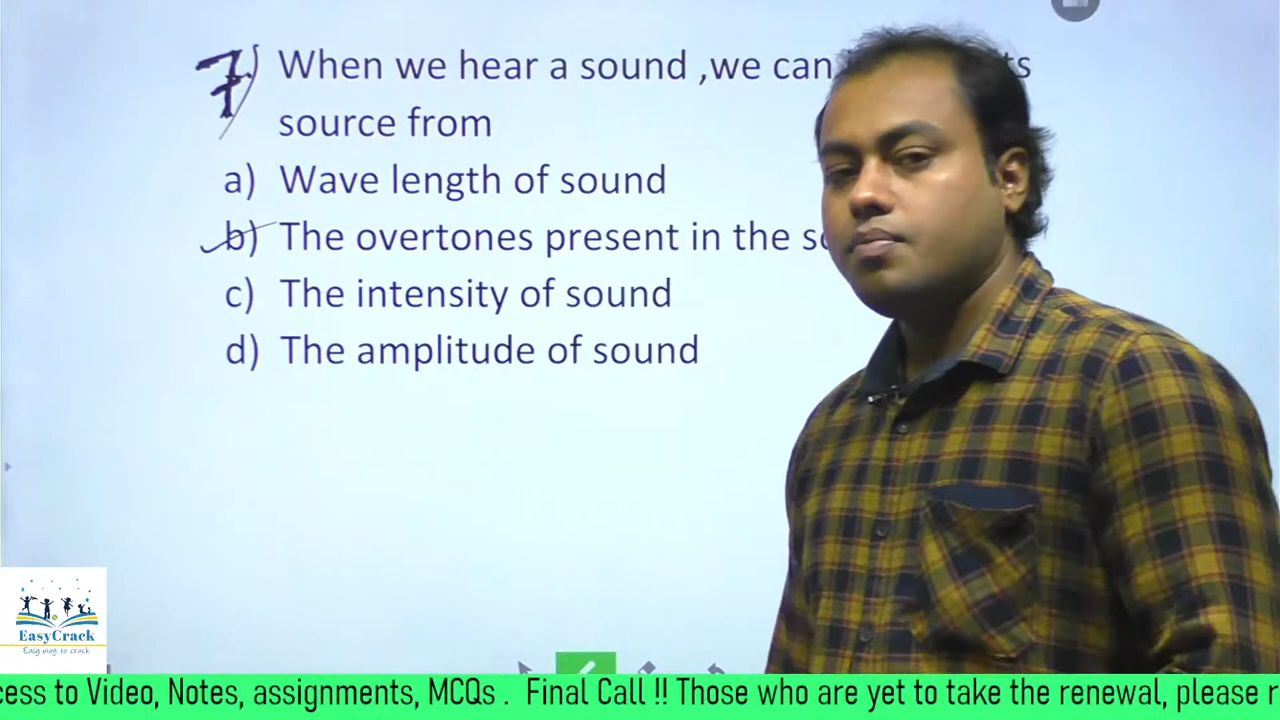 7) When we hear a sound ,we can
source from
a) Wave length of sound
b) The overtones present in the
c) The intensity of sound
d) The amplitude of sound
EasyCrack
Easy way to crack
to Video, Notes, assignments, MCQs . Final Call !! Those who are yet to take the renewal, please